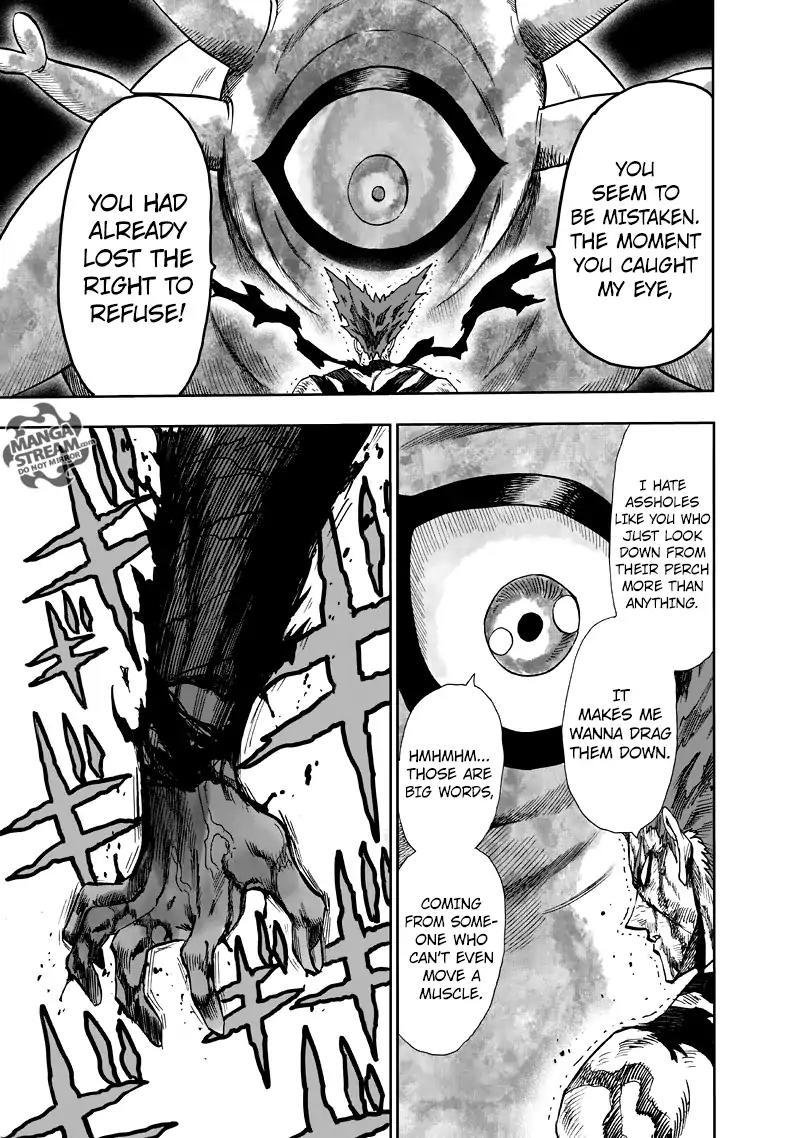 YOU
SEEM TO
BE MISTAKEN.
THE MOMENT
YOU CAUGHT
MY EYE,
YOU HAD
ALREADY
LOST THE
RIGHT TO
REFUSE!
I HATE
ASSHOLES
LIKE YOU WHO
JUST LOOK
DOWN FROM
THEIR PERCH
MORE THAN
ANYTHING.
IT
MAKES ME
WANNA DRAG
THEM DOWN.
HMHMHM...
THOSE ARE
BIG WORDS,
COMING
FROM SOME-
ONE WHO
CAN'T EVEN
MOVE A
MUSCLE.
MANGA
STREAM.com
DO NOT MIRROR